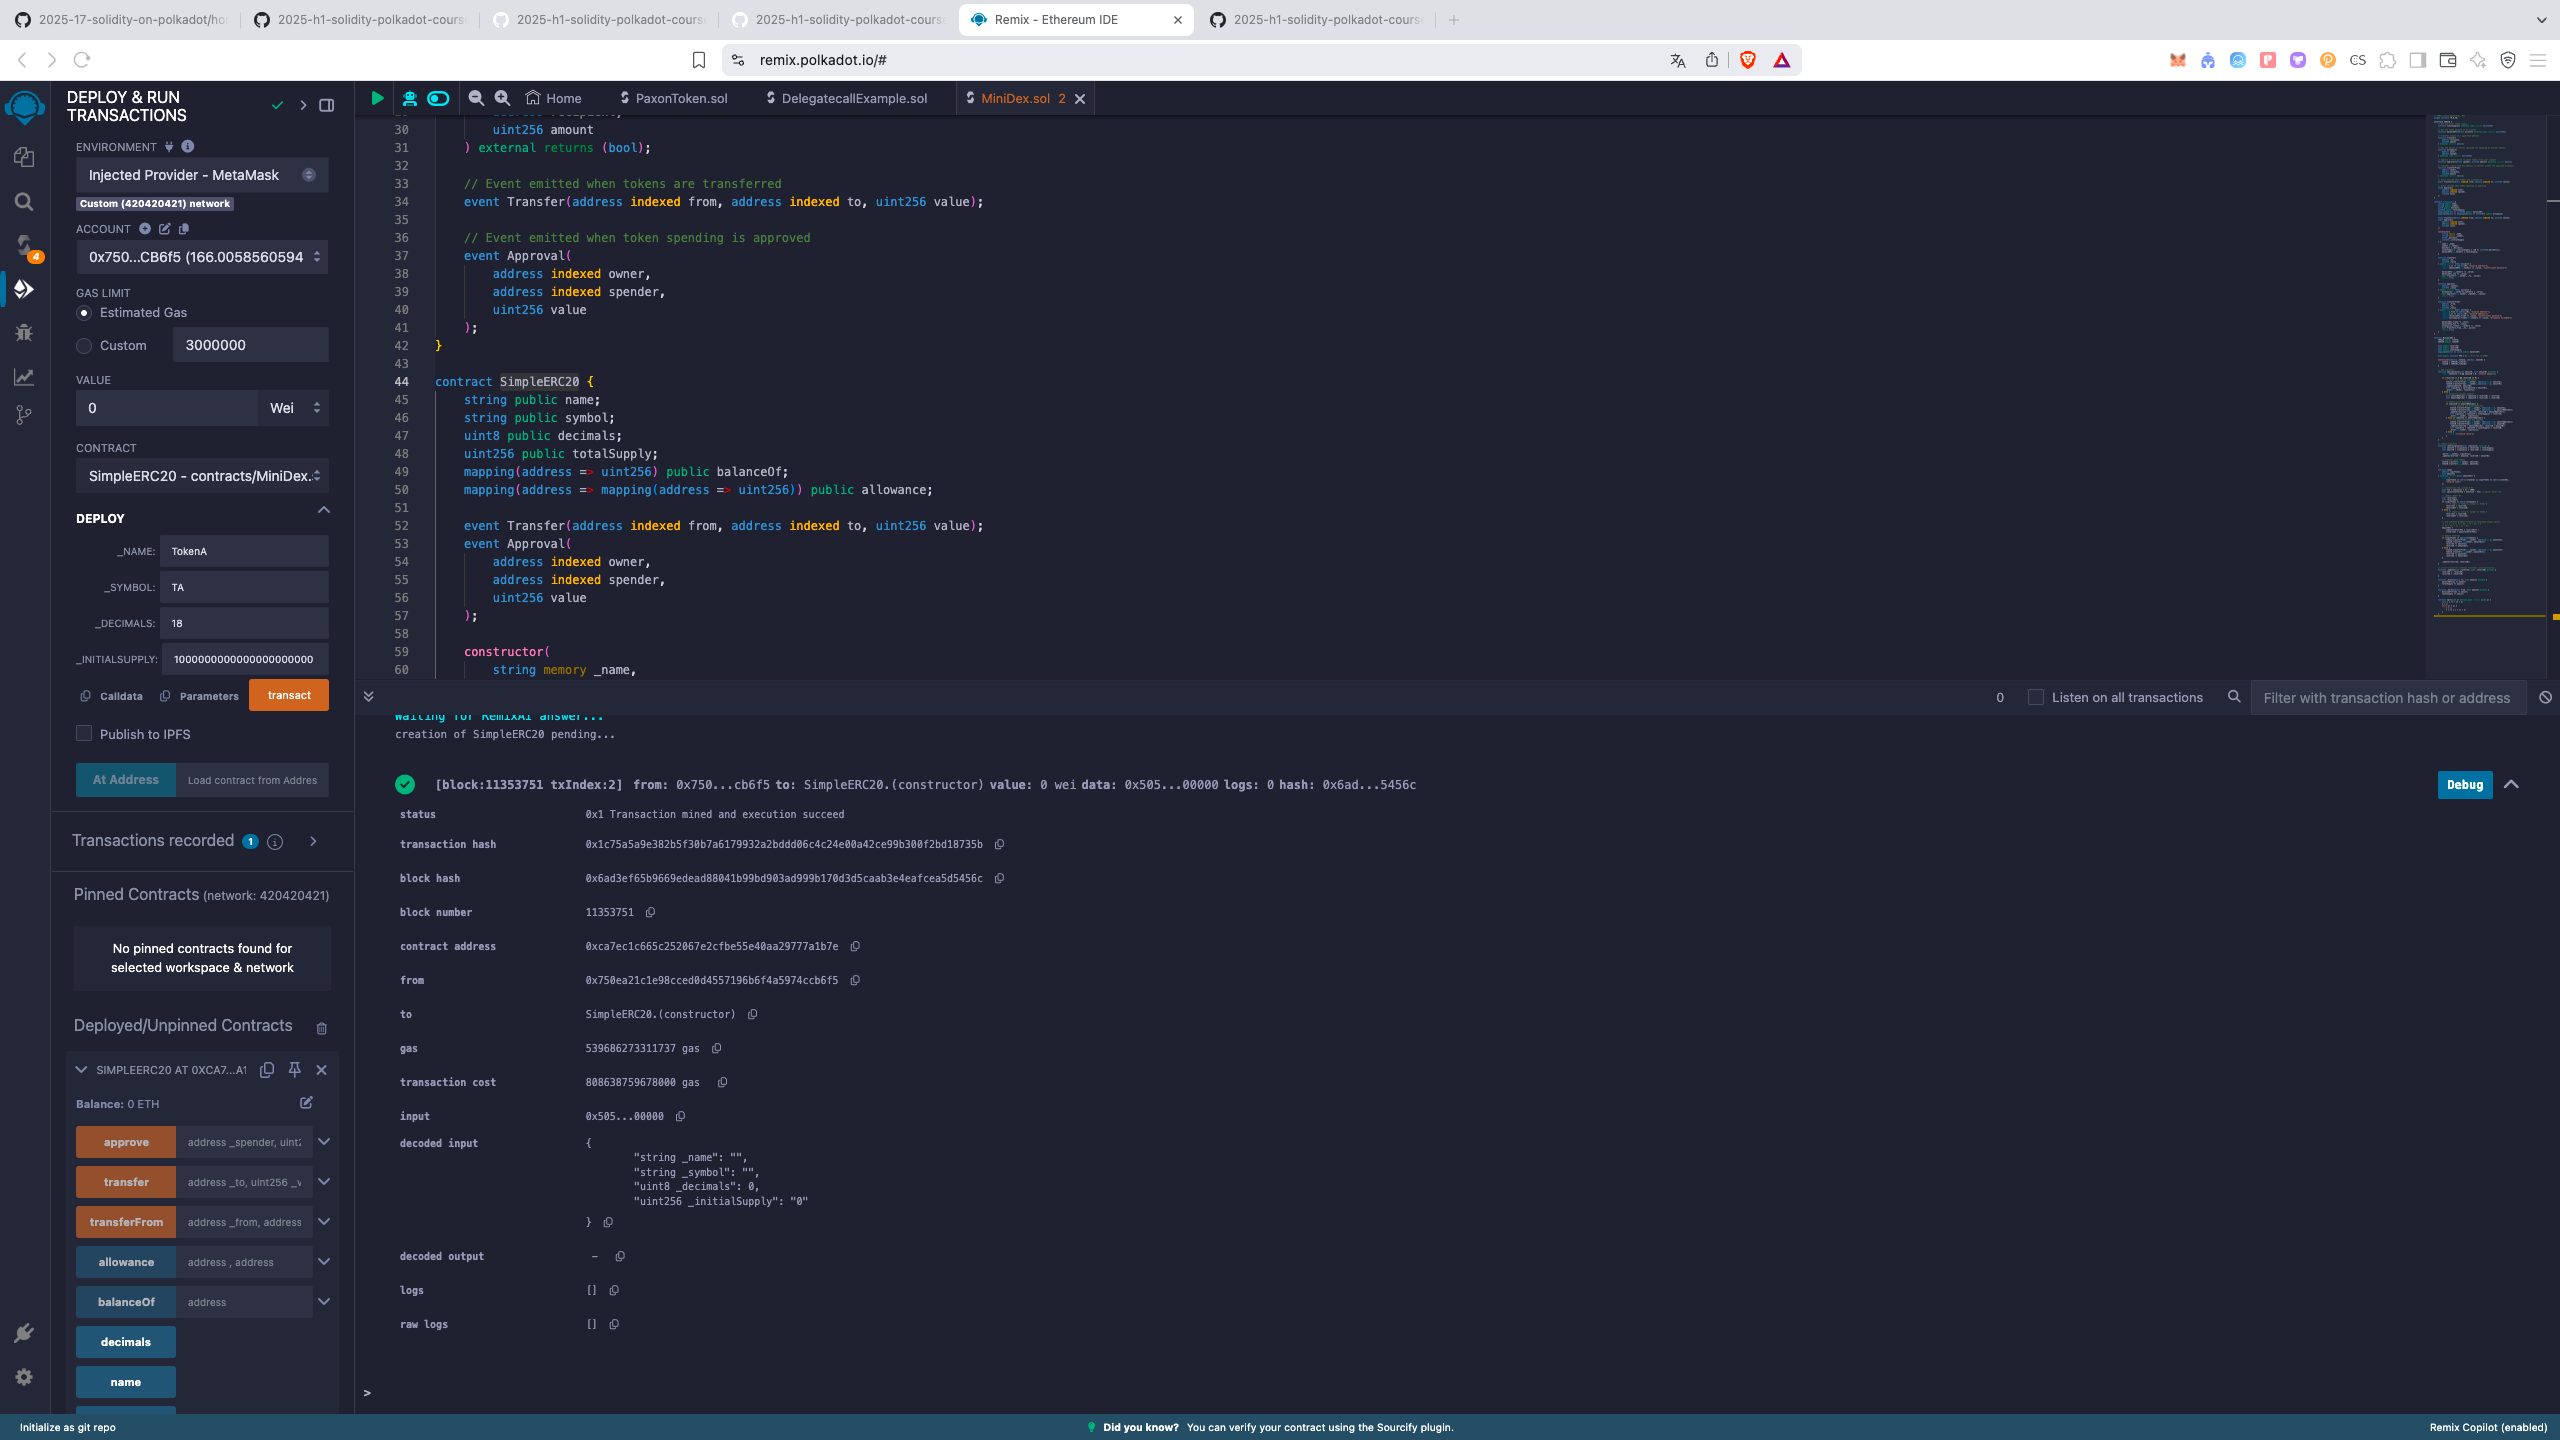 2025-17-solidity-on-polkadot/ho
2025-h1-solidity-polkadot-cours
2025-h1-solidity-polkadot-cours
2025-h1-solidity-polkadot-cours
Remix - Ethereum IDE
2025-h1-solidity-polkadot-cours
remix.polkadot.io/#
DEPLOY & RUN
TRANSACTIONS
ENVIRONMENT
Injected Provider - MetaMask
Custom (420420421) network
ACCOUNT
0x750...CB6f5 (166.0058560594
GAS LIMIT
Estimated Gas
Custom 3000000
VALUE
0 Wei
CONTRACT
SimpleERC20 - contracts/MiniDex.
DEPLOY
_NAME: TokenA
_SYMBOL: TA
_DECIMALS: 18
_INITIALSUPPLY: 1000000000000000000000
Calldata Parameters transact
Publish to IPFS
At Address Load contract from Addres
Transactions recorded 1
Pinned Contracts (network: 420420421)
No pinned contracts found for
selected workspace & network
Deployed/Unpinned Contracts
SIMPLEERC20 AT 0XCA7...A1
Balance: 0 ETH
approve address _spender, uint2
transfer address _to, uint256 _v
transferFrom address _from, address
allowance address , address
balanceOf address
decimals
name
4
Home PaxonToken.sol DelegatecallExample.sol MiniDex.sol 2
30 uint256 amount
31 ) external returns (bool);
32
33 // Event emitted when tokens are transferred
34 event Transfer(address indexed from, address indexed to, uint256 value);
35
36 // Event emitted when token spending is approved
37 event Approval(
38 address indexed owner,
39 address indexed spender,
40 uint256 value
41 );
42 }
43
44 contract SimpleERC20 {
45 string public name;
46 string public symbol;
47 uint8 public decimals;
48 uint256 public totalSupply;
49 mapping(address => uint256) public balanceOf;
50 mapping(address => mapping(address => uint256)) public allowance;
51
52 event Transfer(address indexed from, address indexed to, uint256 value);
53 event Approval(
54 address indexed owner,
55 address indexed spender,
56 uint256 value
57 );
58
59 constructor(
60 string memory _name,
0 Listen on all transactions Filter with transaction hash or address
Waiting for RemixAI answer...
creation of SimpleERC20 pending...
[block:11353751 txIndex:2] from: 0x750...cb6f5 to: SimpleERC20.(constructor) value: 0 wei data: 0x505...00000 logs: 0 hash: 0x6ad...5456c
Debug
status 0x1 Transaction mined and execution succeed
transaction hash 0x1c75a5a9e382b5f30b7a6179932a2bddd06c4c24e00a42ce99b300f2bd18735b
block hash 0x6ad3ef65b9669edead88041b99bd903ad999b170d3d5caab3e4eafcea5d5456c
block number 11353751
contract address 0xca7ec1c665c252067e2cfbe55e40aa29777a1b7e
from 0x750ea21c1e98cced0d4557196b6f4a5974ccb6f5
to SimpleERC20.(constructor)
gas 539686273311737 gas
transaction cost 808638759678000 gas
input 0x505...00000
decoded input {
"string _name": "",
"string _symbol": "",
"uint8 _decimals": 0,
"uint256 _initialSupply": "0"
}
decoded output -
logs []
raw logs []
>
Initialize as git repo
Did you know? You can verify your contract using the Sourcify plugin.
Remix Copilot (enabled)